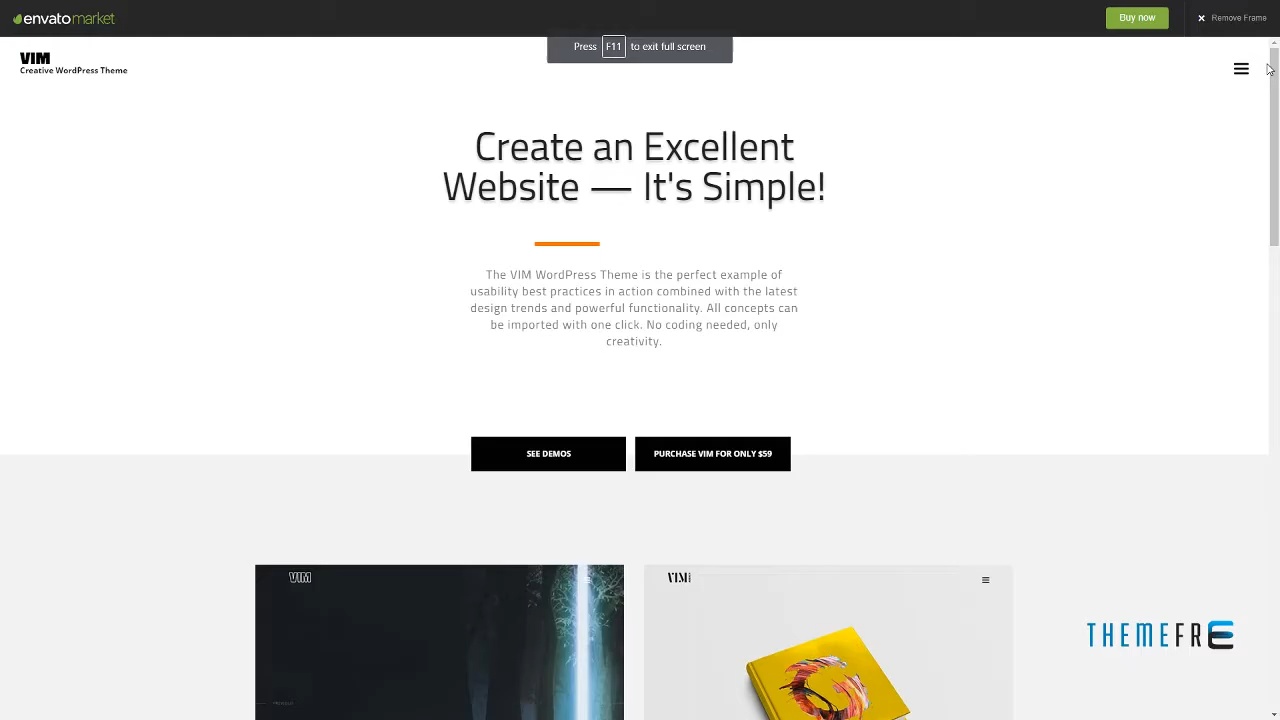 envatomarket
Buy now
Remove Frame
Press F11 to exit full screen
VIM
Creative WordPress Theme
Create an Excellent
Website — It's Simple!
The VIM WordPress Theme is the perfect example of
usability best practices in action combined with the latest
design trends and powerful functionality. All concepts can
be imported with one click. No coding needed, only
creativity.
SEE DEMOS
PURCHASE VIM FOR ONLY $59
VIM
VIM
THEMEFRE